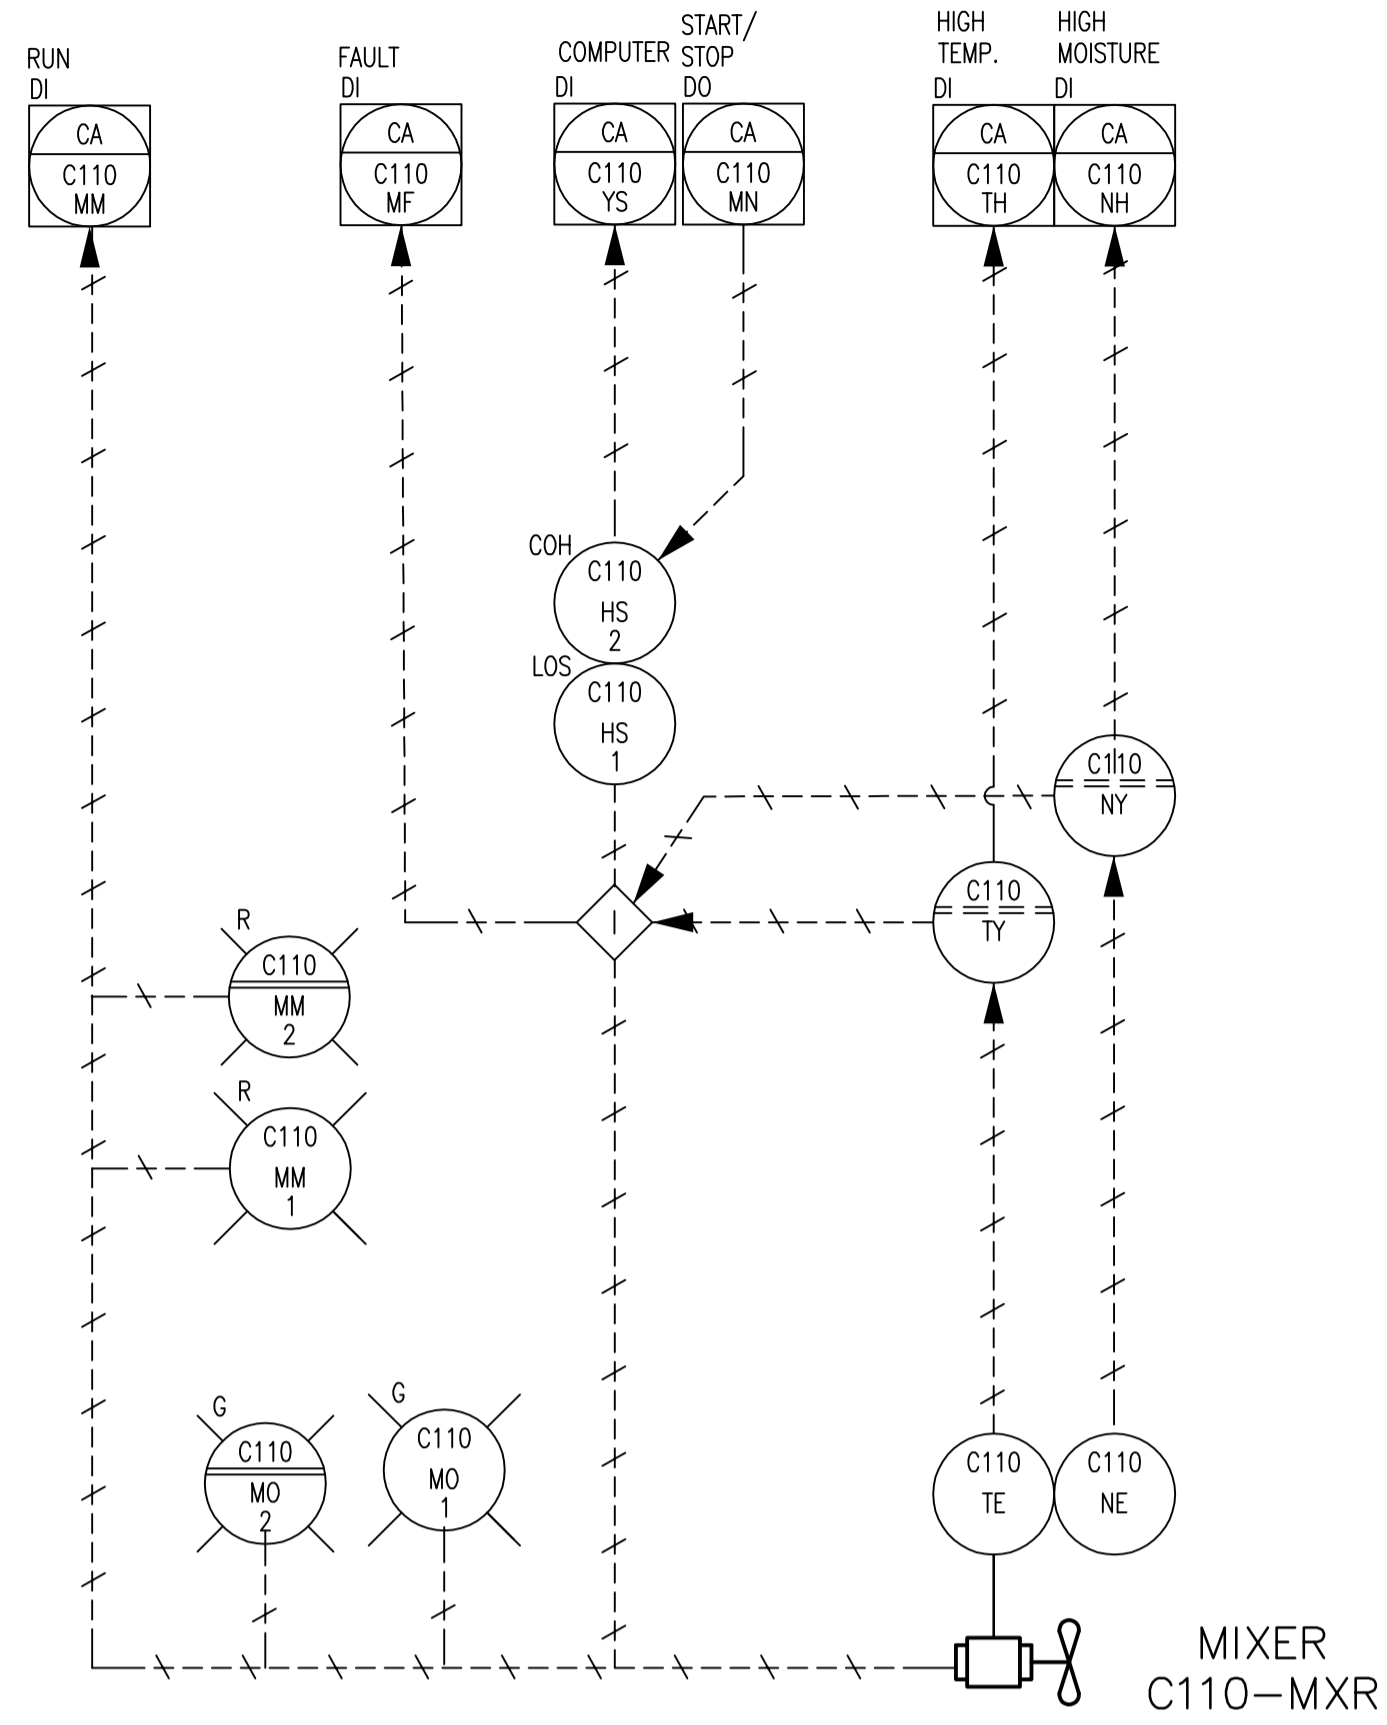 RUN
DI
CA
C110
MM
FAULT
DI
CA
C110
MF
COMPUTER
DI
CA
C110
YS
START/
STOP
DO
CA
C110
MN
HIGH
TEMP.
DI
CA
C110
TH
HIGH
MOISTURE
DI
CA
C110
NH
COH
C110
HS
2
LOS
C110
HS
1
C110
NY
C110
TY
R
C110
MM
2
R
C110
MM
1
G
C110
MO
2
G
C110
MO
1
C110
TE
C110
NE
MIXER
C110-MXR